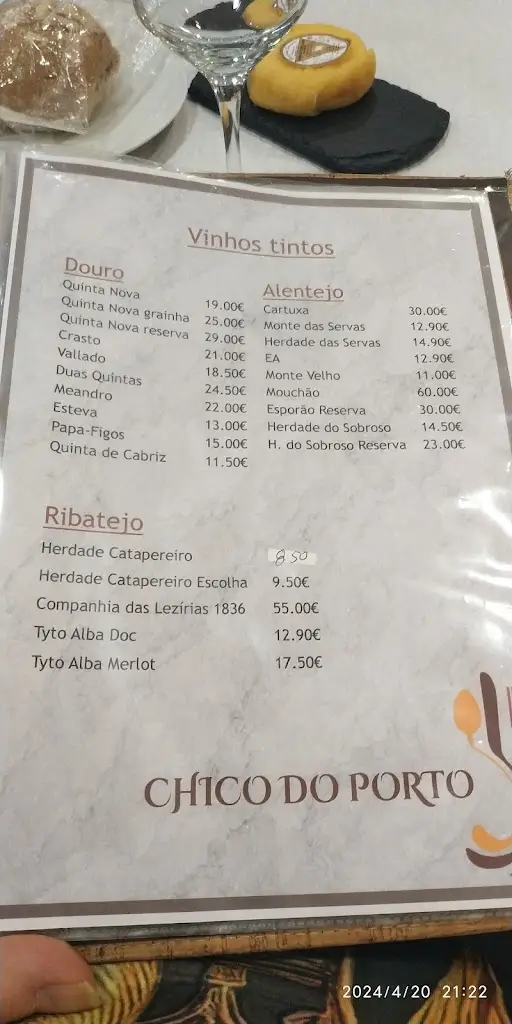 Vinhos tintos
Douro
Quinta Nova 19.00€
Quinta Nova grainha 25.00€
Quinta Nova reserva 29.00€
Crasto 21.00€
Vallado 18.50€
Duas Quintas 24.50€
Meandro 22.00€
Esteva 13.00€
Papa-Figos 15.00€
Quinta de Cabriz 11.50€
Alentejo
Cartuxa 30.00€
Monte das Servas 12.90€
Herdade das Servas 14.90€
EA 12.90€
Monte Velho 11.00€
Mouchão 60.00€
Esporão Reserva 30.00€
Herdade do Sobroso 14.50€
H. do Sobroso Reserva 23.00€
Ribatejo
Herdade Catapereiro 8.50
Herdade Catapereiro Escolha 9.50€
Companhia das Lezírias 1836 55.00€
Tyto Alba Doc 12.90€
Tyto Alba Merlot 17.50€
CHICO DO PORTO
2024/4/20 21:22